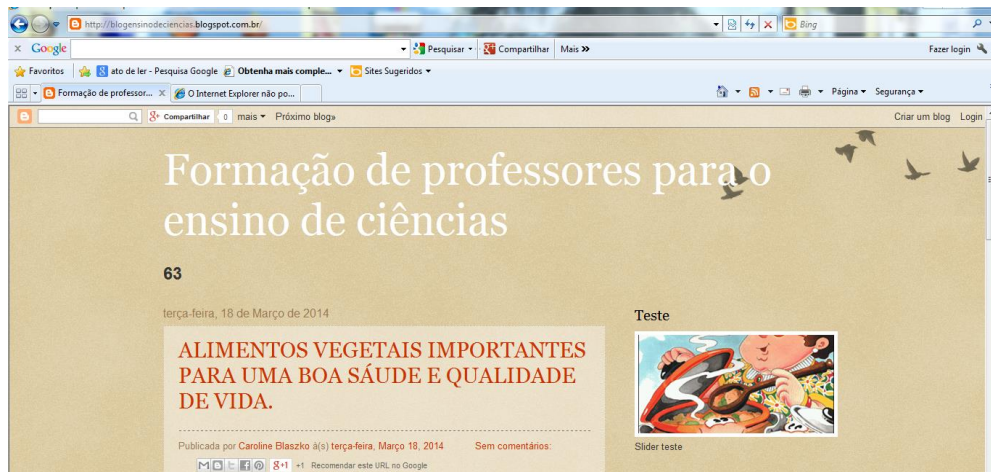 http://blogensinodeciencias.blogspot.com.br/
Bing
x Google
Pesquisar
Compartilhar
Mais »
Fazer login
Favoritos
ato de ler - Pesquisa Google
Obtenha mais comple...
Sites Sugeridos
Formação de professor... x
O Internet Explorer não po...
Página
Segurança
Compartilhar
0
mais
Próximo blog»
Criar um blog
Login
Formação de professores para o
ensino de ciências
63
terça-feira, 18 de Março de 2014
Teste
ALIMENTOS VEGETAIS IMPORTANTES
PARA UMA BOA SÁUDE E QUALIDADE
DE VIDA.
Publicada por Caroline Blaszko à(s) terça-feira, Março 18, 2014
Sem comentários:
Slider teste
+1 Recomendar este URL no Google